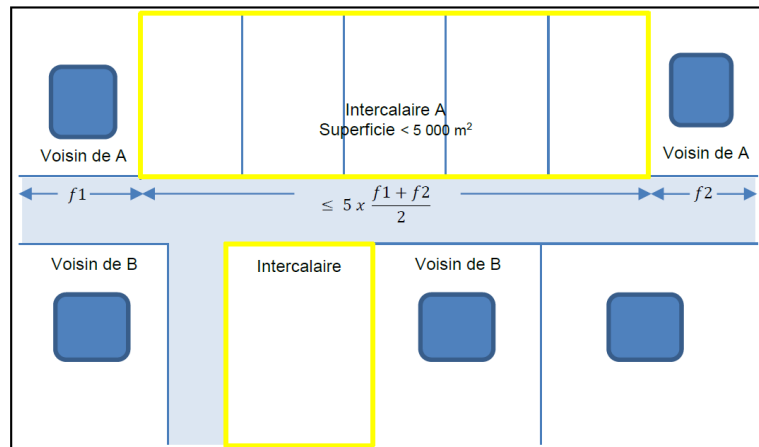 Intercalaire A
Superficie < 5 000 m²
Voisin de A
Voisin de A
f1
≤ 5 x (f1 + f2)/2
f2
Voisin de B
Intercalaire
Voisin de B